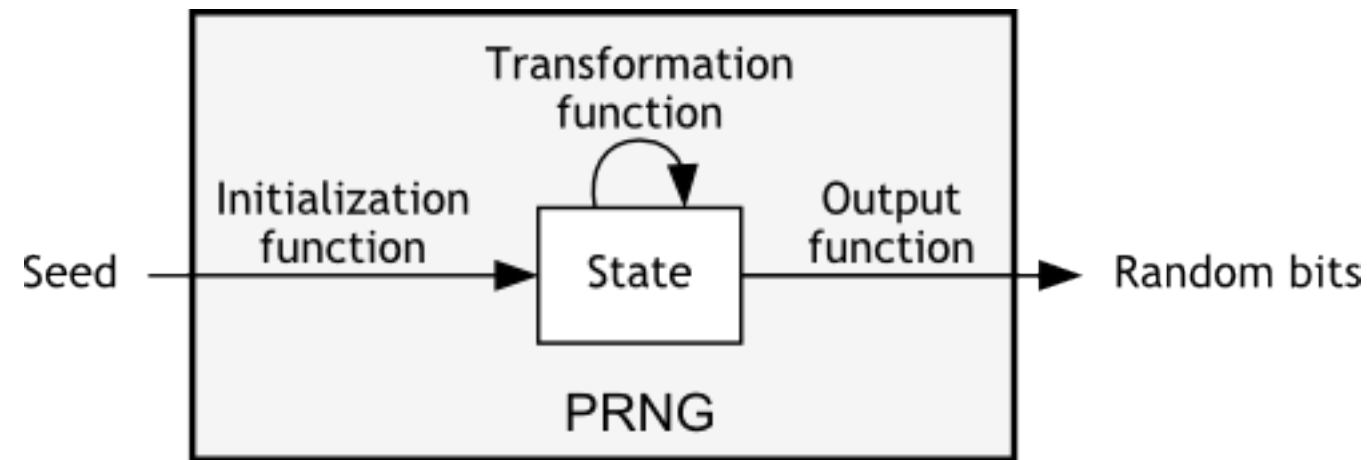 Transformation
function
Initialization
function
Output
function
Seed
State
Random bits
PRNG